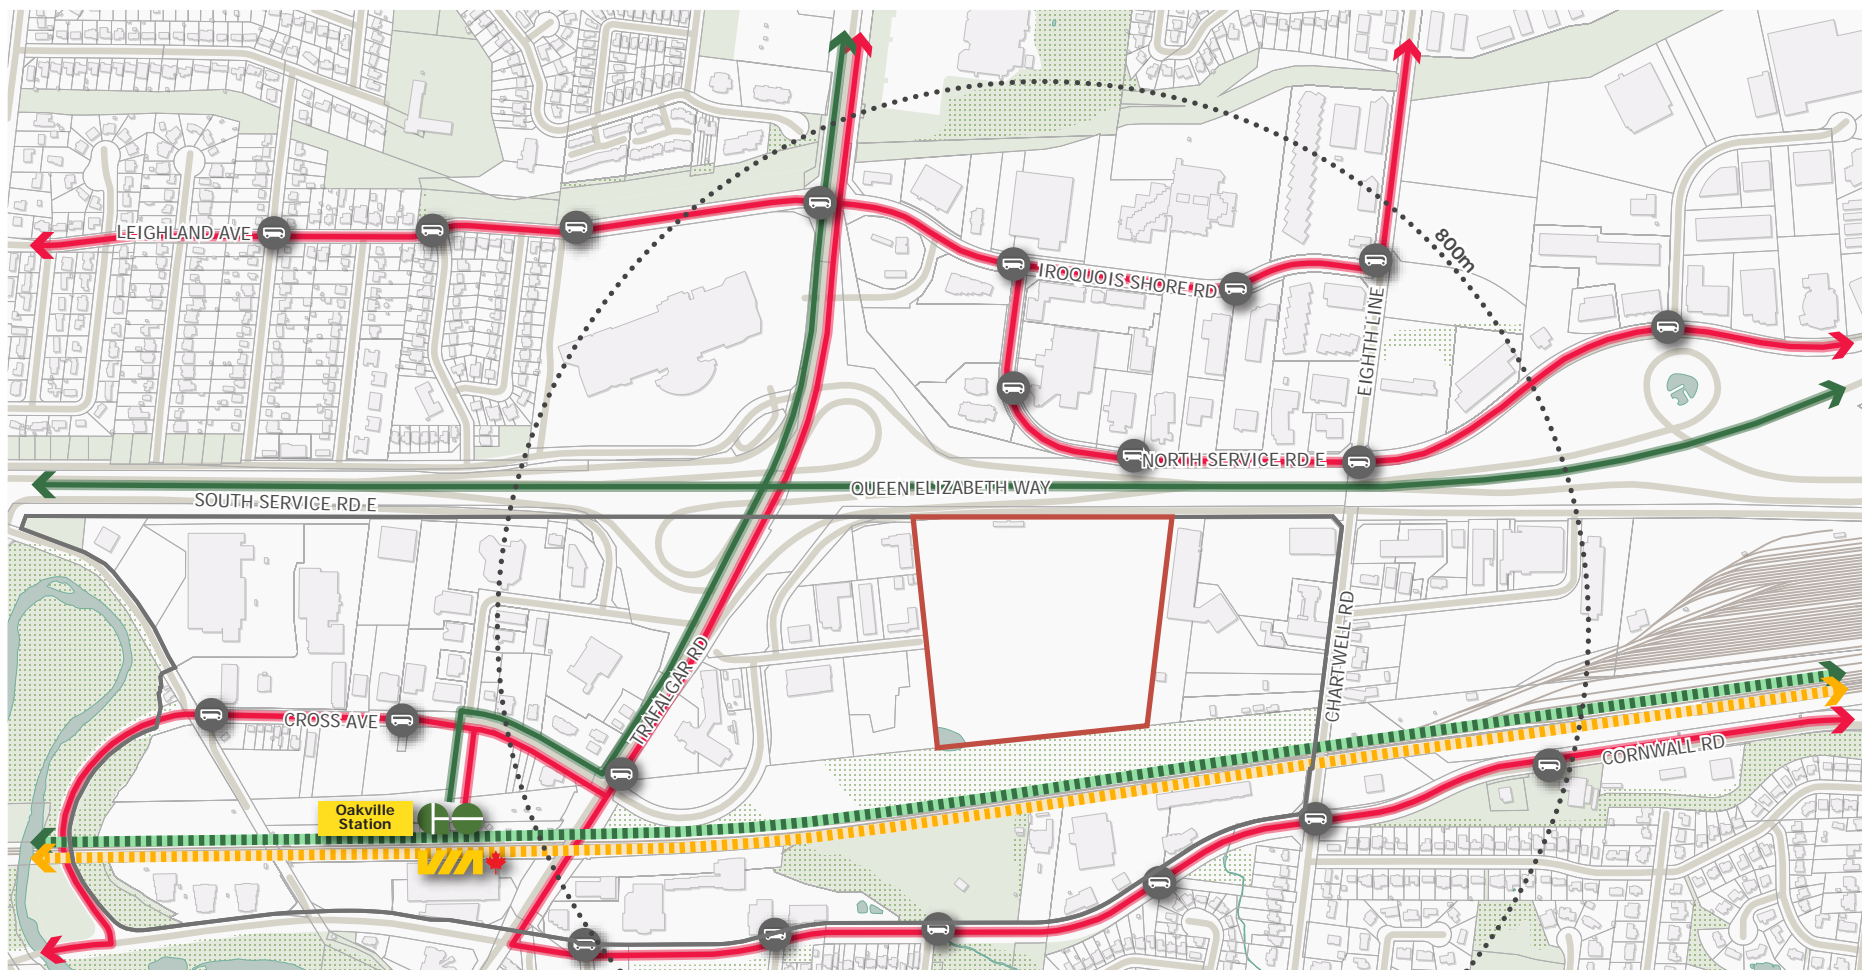 LEIGHLAND AVE
800m
IROQUOIS SHORE RD
EIGHTH LINE
NORTH SERVICE RD E
QUEEN ELIZABETH WAY
SOUTH SERVICE RD E
CHARTWELL RD
TRAFALGAR RD
CROSS AVE
CORNWALL RD
Oakville
Station